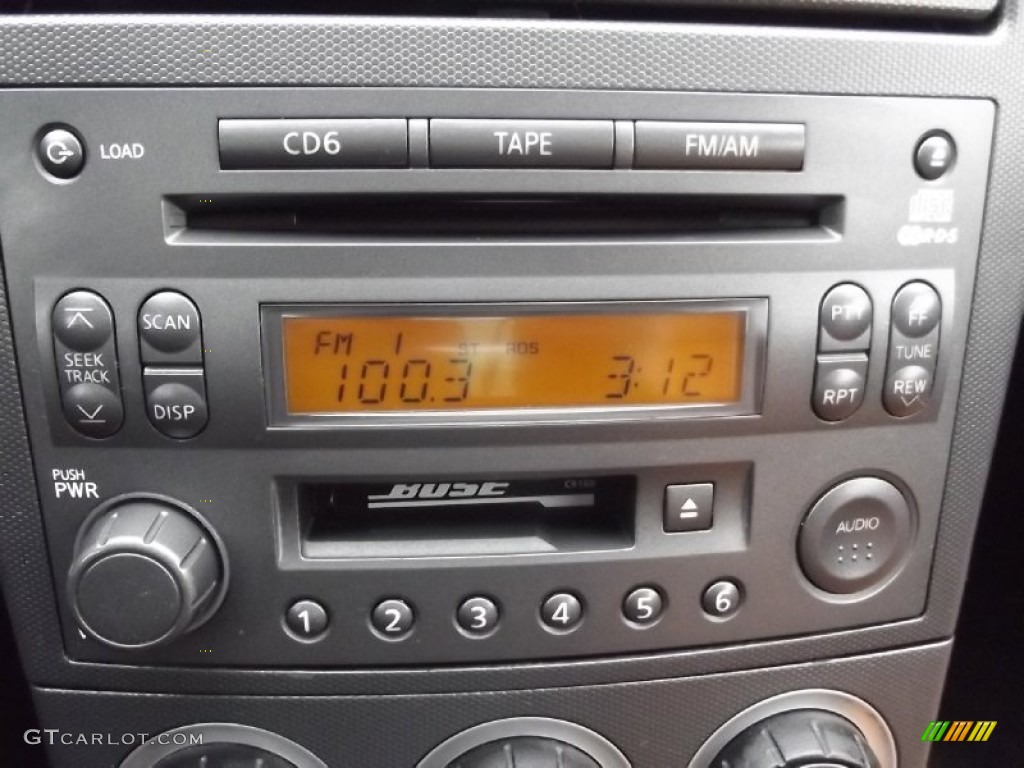 LOAD
CD6
TAPE
FM/AM
SEEK
TRACK
SCAN
DISP
FM 1 ST RDS
100.3 3:12
PTY
RPT
FF
TUNE
REW
PUSH
PWR
BOSE
AUDIO
1 2 3 4 5 6
GTCARLOT.COM